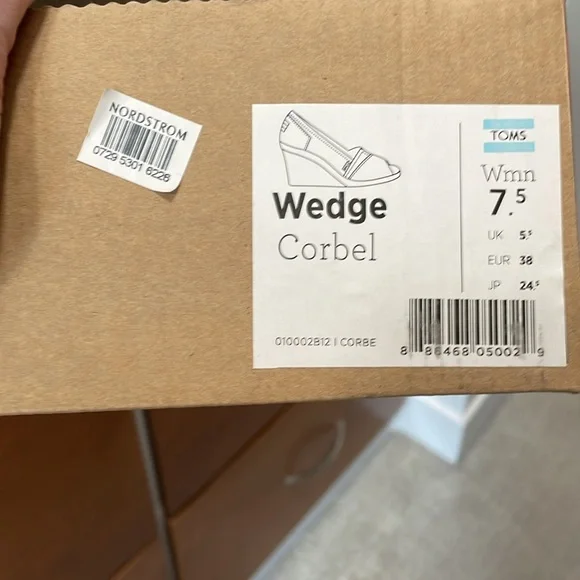 NORDSTROM
0729 5301 6226
TOMS
Wmn
7.5
UK 5.5
EUR 38
JP 24.5
Wedge
Corbel
010002B12 | CORBE
8 86468 05002 9